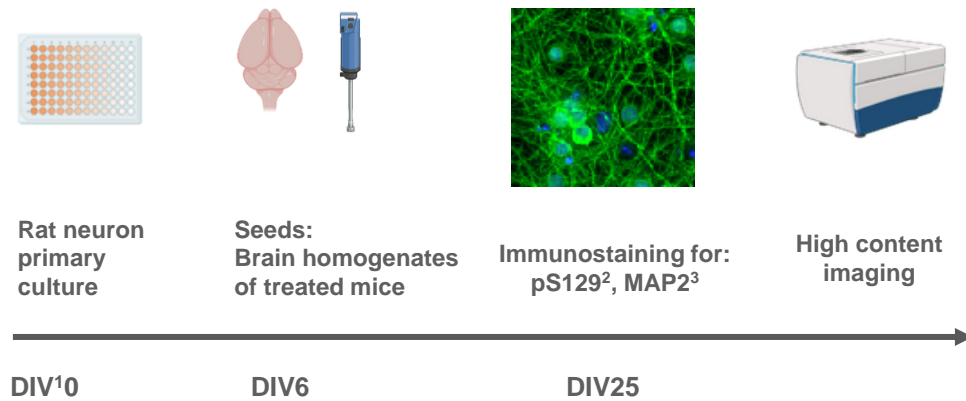 Rat neuron
primary
culture
Seeds:
Brain homogenates
of treated mice
Immunostaining for:
pS129², MAP2³
High content
imaging
DIV¹0
DIV6
DIV25